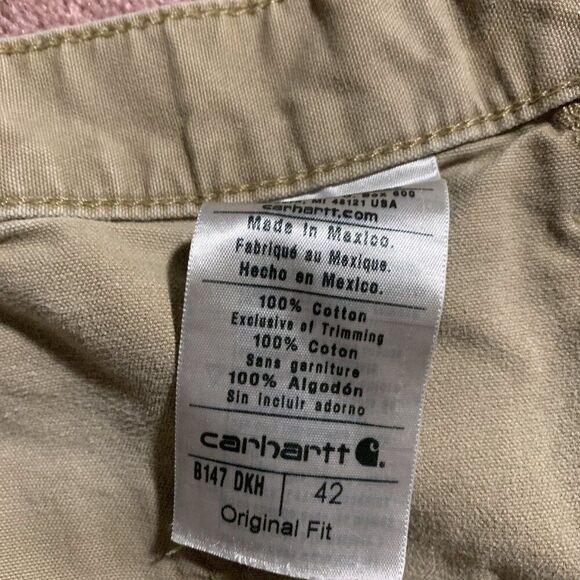 MI 48121 USA
carhartt.com
Made in Mexico.
Fabriqué au Mexique.
Hecho en Mexico.
100% Cotton
Exclusive of Trimming
100% Coton
Sans garniture
100% Algodón
Sin incluir adorno
carhartt
B147 DKH 42
Original Fit